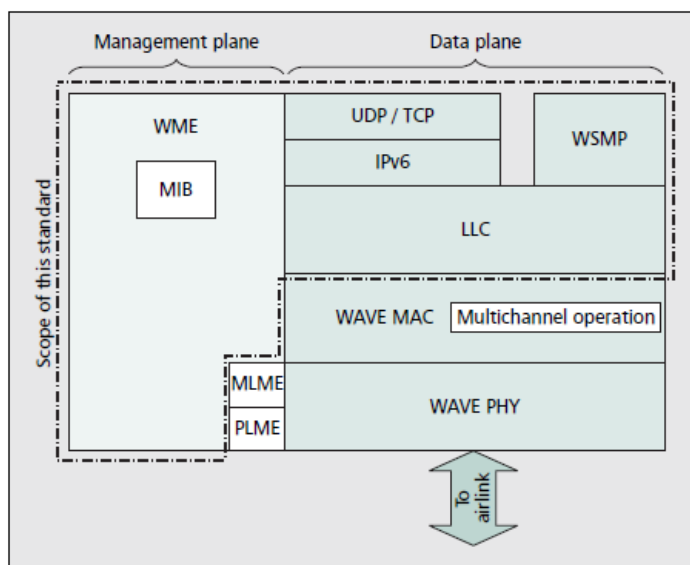 Management plane
Data plane
Scope of this standard
WME
MIB
UDP / TCP
IPv6
WSMP
LLC
WAVE MAC
Multichannel operation
MLME
PLME
WAVE PHY
To
airlink